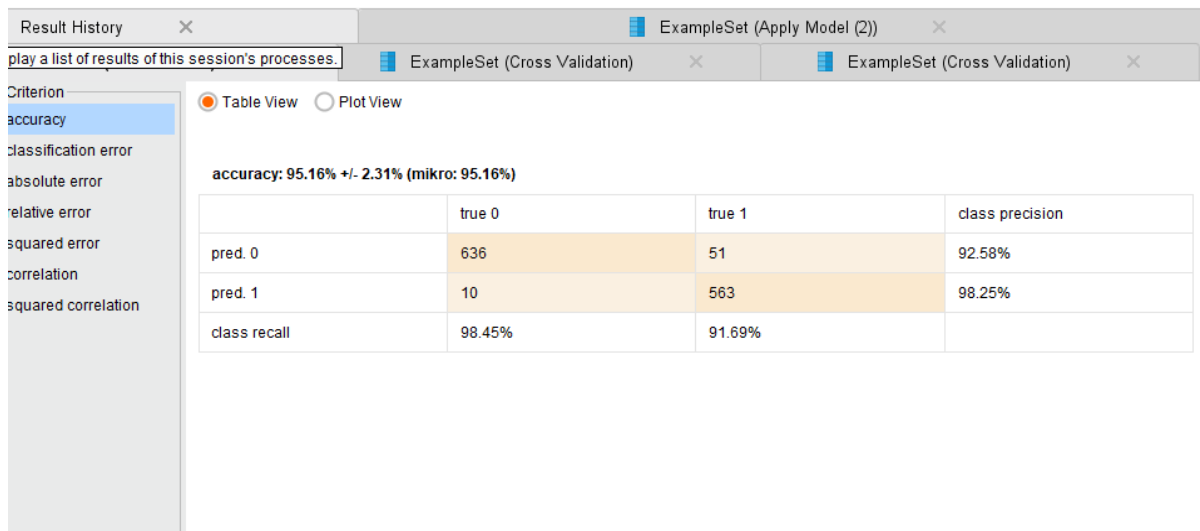 Result History
ExampleSet (Apply Model (2))
play a list of results of this session's processes.
ExampleSet (Cross Validation)
ExampleSet (Cross Validation)
Criterion
accuracy
classification error
absolute error
relative error
squared error
correlation
squared correlation
Table View Plot View
accuracy: 95.16% +/- 2.31% (mikro: 95.16%)
true 0 true 1 class precision
pred. 0 636 51 92.58%
pred. 1 10 563 98.25%
class recall 98.45% 91.69%